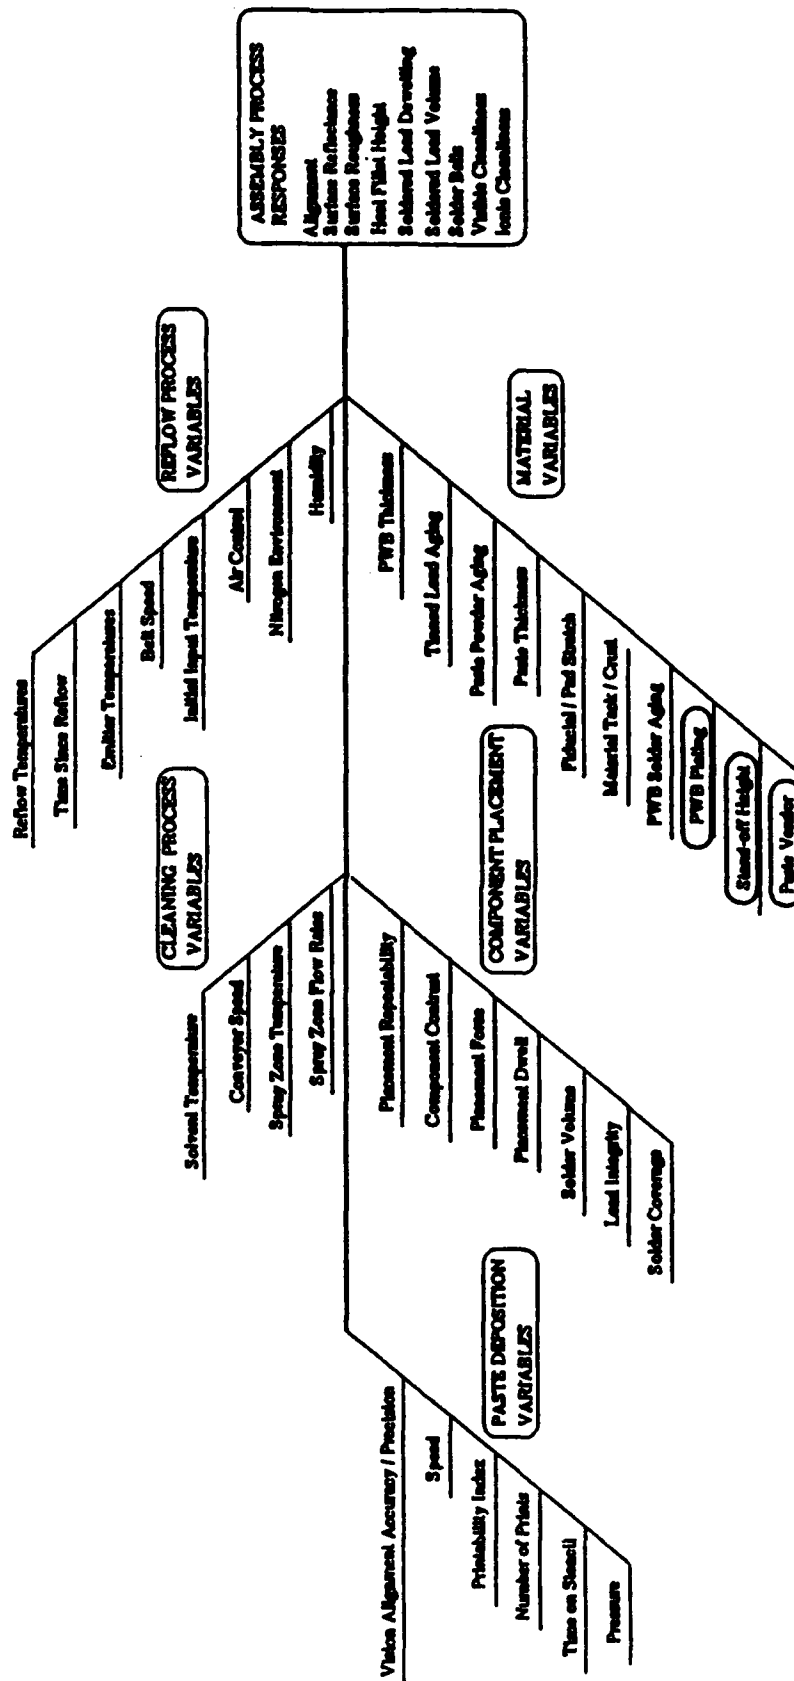 ASSEMBLY PROCESS
RESPONSES
Alignment
Surface Reflectance
Surface Roughness
Heel Fillet Height
Soldered Lead Dewetting
Soldered Lead Volume
Solder Balls
Visible Cleanliness
Ionic Cleanliness
REFLOW PROCESS
VARIABLES
Reflow Temperatures
Time Since Reflow
Emitter Temperatures
Belt Speed
Initial Input Temperature
Air Control
Nitrogen Environment
Humidity
CLEANING PROCESS
VARIABLES
Solvent Temperature
Conveyor Speed
Spray Zone Temperature
Spray Zone Flow Rates
MATERIAL
VARIABLES
PWB Thickness
Tinned Lead Aging
Paste Powder Aging
Paste Thickness
Fiducial / Pad Stretch
Material Tack / Crust
PWB Solder Aging
PWB Plating
Stand-off Height
Paste Vendor
COMPONENT PLACEMENT
VARIABLES
Placement Repeatability
Component Contrast
Placement Force
Placement Dwell
Solder Volume
Lead Integrity
Solder Coverage
PASTE DEPOSITION
VARIABLES
Vision Alignment Accuracy / Precision
Speed
Printability Index
Number of Prints
Time on Stencil
Pressure